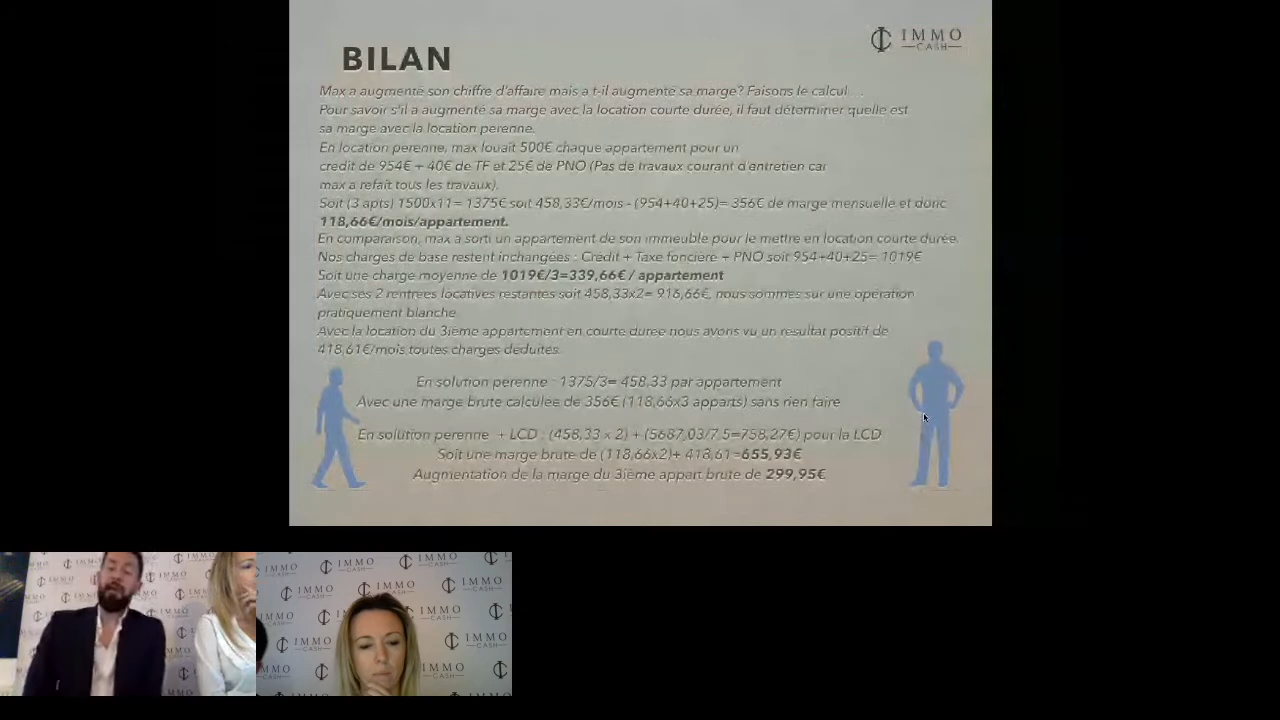 IMMO
CASH
BILAN
Max a augmenté son chiffre d'affaire mais a t-il augmenté sa marge? Faisons le calcul ...
Pour savoir s'il a augmenté sa marge avec la location courte durée, il faut déterminer quelle est
sa marge avec la location perenne.
En location perenne, max louait 500€ chaque appartement pour un
credit de 954€ + 40€ de TF et 25€ de PNO (Pas de travaux courant d'entretien car
max a refait tous les travaux).
Soit (3 apts) 1500x11= 1375€ soit 458,33€/mois - (954+40+25)= 356€ de marge mensuelle et donc
118,66€/mois/appartement.
En comparaison, max a sorti un appartement de son immeuble pour le mettre en location courte durée.
Nos charges de base restent inchangées : Crédit + Taxe foncière + PNO soit 954+40+25= 1019€
Soit une charge moyenne de 1019€/3=339,66€ / appartement
Avec ses 2 rentrées locatives restantes soit 458,33x2= 916,66€, nous sommes sur une opération
pratiquement blanche.
Avec la location du 3ième appartement en courte durée nous avons vu un resultat positif de
418,61€/mois toutes charges deduites.
En solution perenne : 1375/3= 458,33 par appartement
Avec une marge brute calculée de 356€ (118,66x3 apparts) sans rien faire
En solution perenne + LCD : (458,33 x 2) + (5687,03/7.5=758,27€) pour la LCD
Soit une marge brute de (118,66x2)+ 418,61=655,93€
Augmentation de la marge du 3ième appart brute de 299,95€
IMMO
CASH